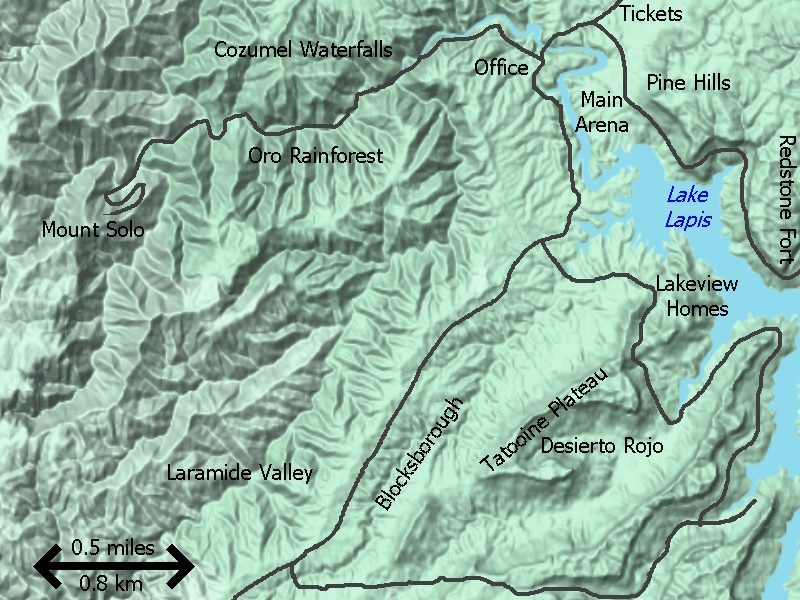 Tickets
Cozumel Waterfalls
Office
Pine Hills
Main
Arena
Oro Rainforest
Redstone Fort
Lake
Lapis
Mount Solo
Lakeview
Homes
Tatooine Plateau
Blocksborough
Desierto Rojo
Laramide Valley
0.5 miles
0.8 km